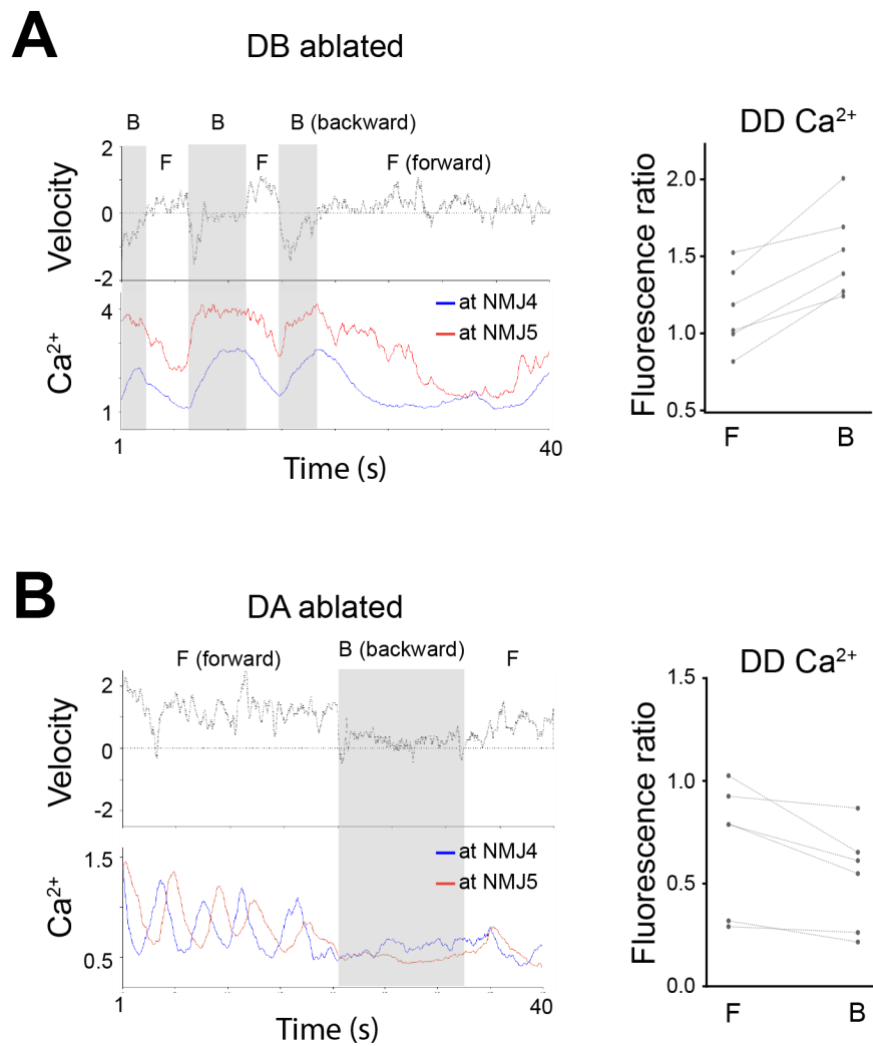 A
DB ablated
B
B
B (backward)
F
F
F (forward)
Velocity
2
0
-2
Ca2+
4
1
at NMJ4
at NMJ5
1
40
Time (s)
DD Ca2+
Fluorescence ratio
2.0
1.5
1.0
0.5
F
B
B
DA ablated
F (forward)
B (backward)
F
Velocity
2
0
-2
Ca2+
1.5
0.5
at NMJ4
at NMJ5
1
40
Time (s)
DD Ca2+
Fluorescence ratio
1.5
1.0
0.5
0.0
F
B